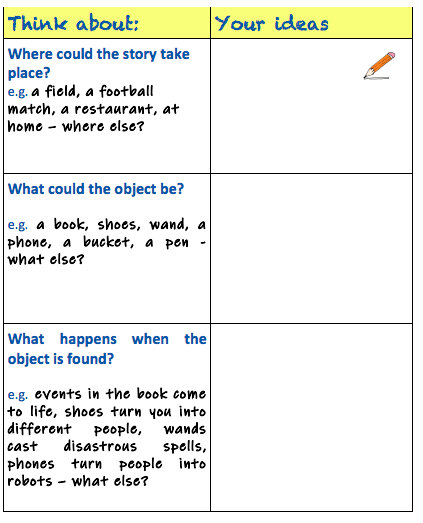 Think about:
Your ideas
Where could the story take
place?
e.g. a field, a football
match, a restaurant, at
home – where else?
What could the object be?
e.g. a book, shoes, wand, a
phone, a bucket, a pen -
what else?
What happens when the
object is found?
e.g. events in the book come
to life, shoes turn you into
different people, wands
cast disastrous spells,
phones turn people into
robots – what else?